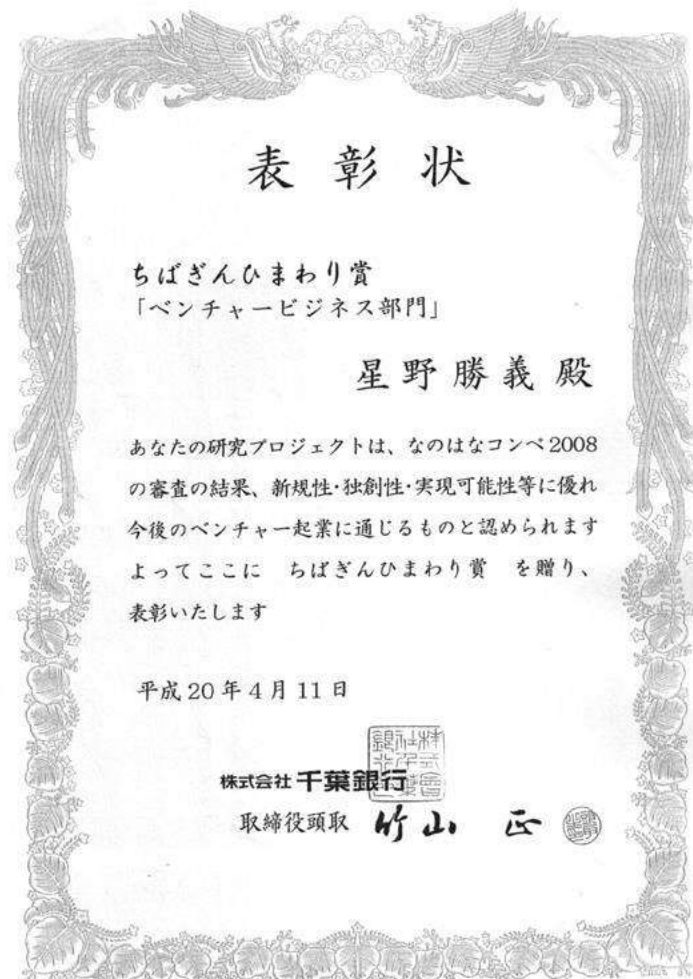 表彰状
ちばぎんひまわり賞
「ベンチャービジネス部門」
星野勝義 殿
あなたの研究プロジェクトは、なのはなコンペ2008
の審査の結果、新規性・独創性・実現可能性等に優れ
今後のベンチャー起業に通じるものと認められます
よってここに　ちばぎんひまわり賞　を贈り、
表彰いたします
平成20年4月11日
株式会社 千葉銀行
取締役頭取 竹山 正